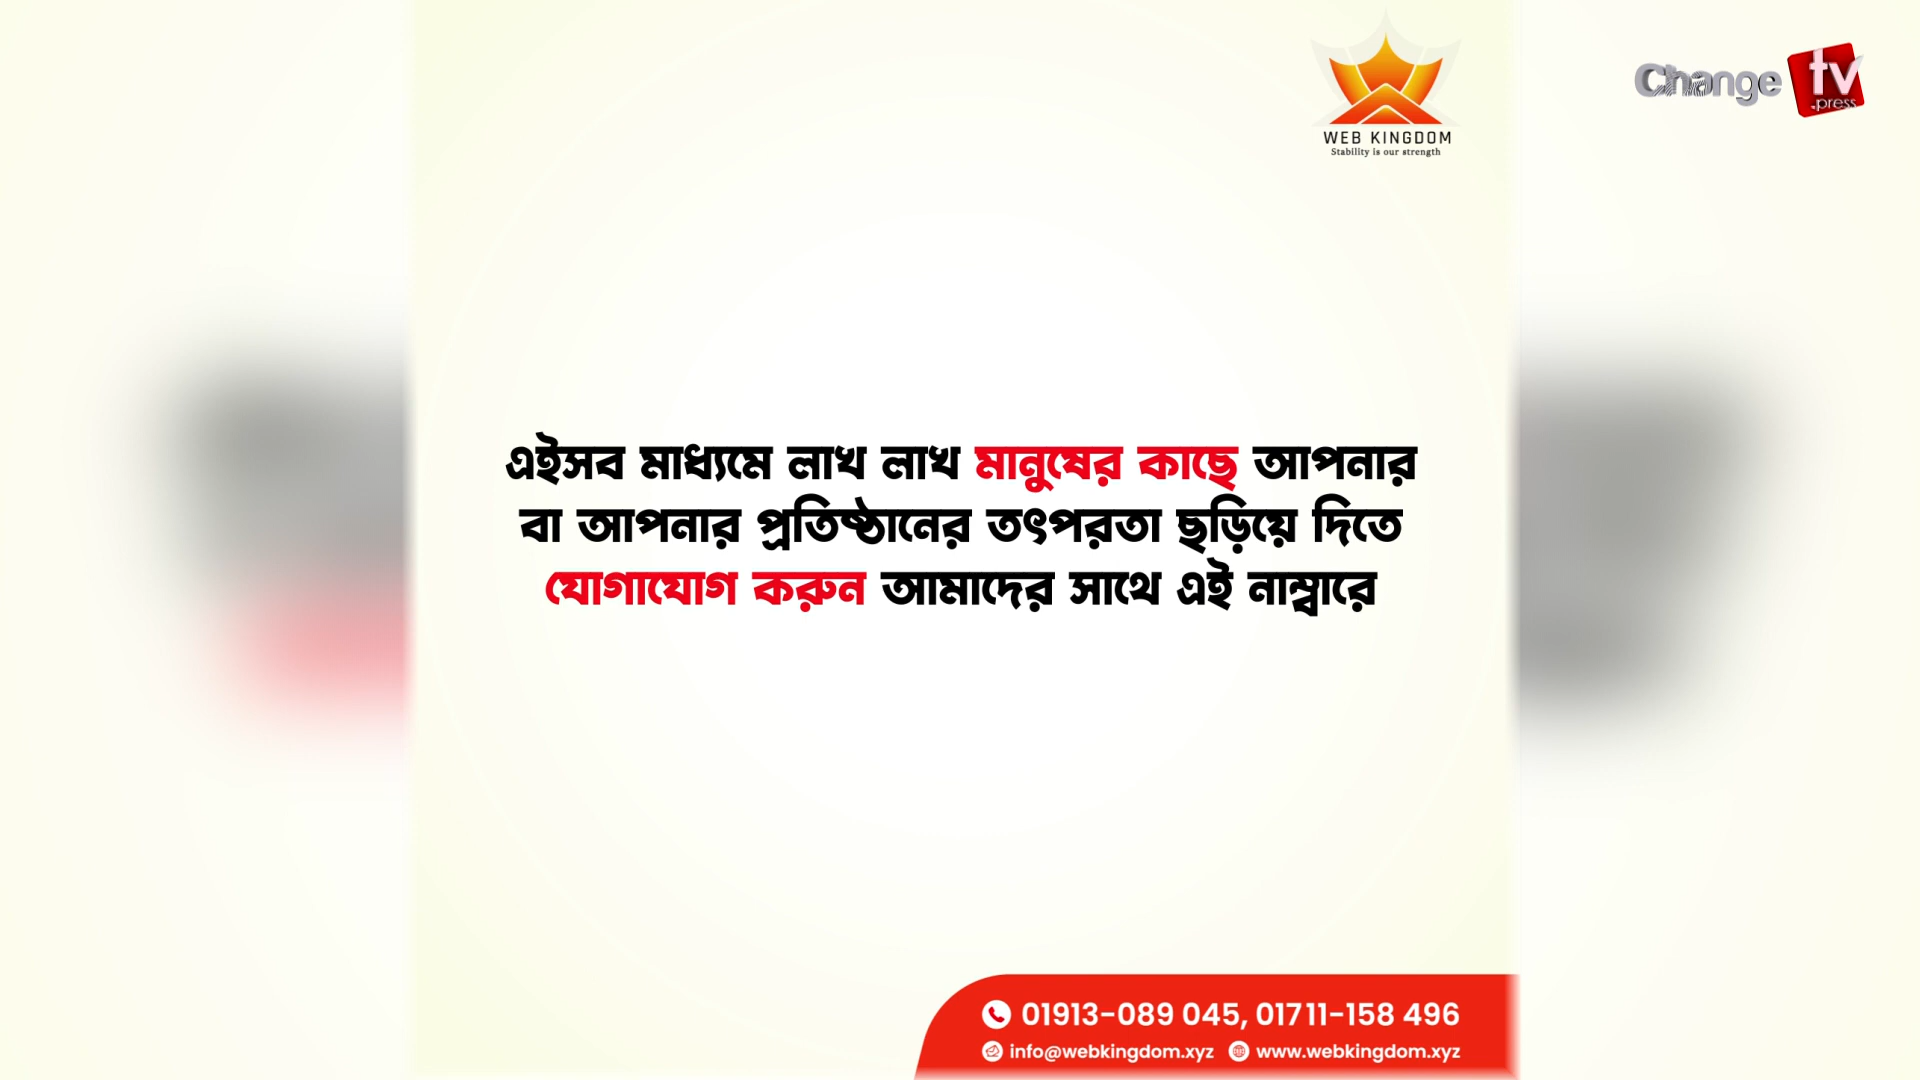 WEB KINGDOM
Stability is our strength
Change tv
.press
এইসব মাধ্যমে লাখ লাখ মানুষের কাছে আপনার
বা আপনার প্রতিষ্ঠানের তৎপরতা ছড়িয়ে দিতে
যোগাযোগ করুন আমাদের সাথে এই নাম্বারে
01913-089 045, 01711-158 496
info@webkingdom.xyz www.webkingdom.xyz